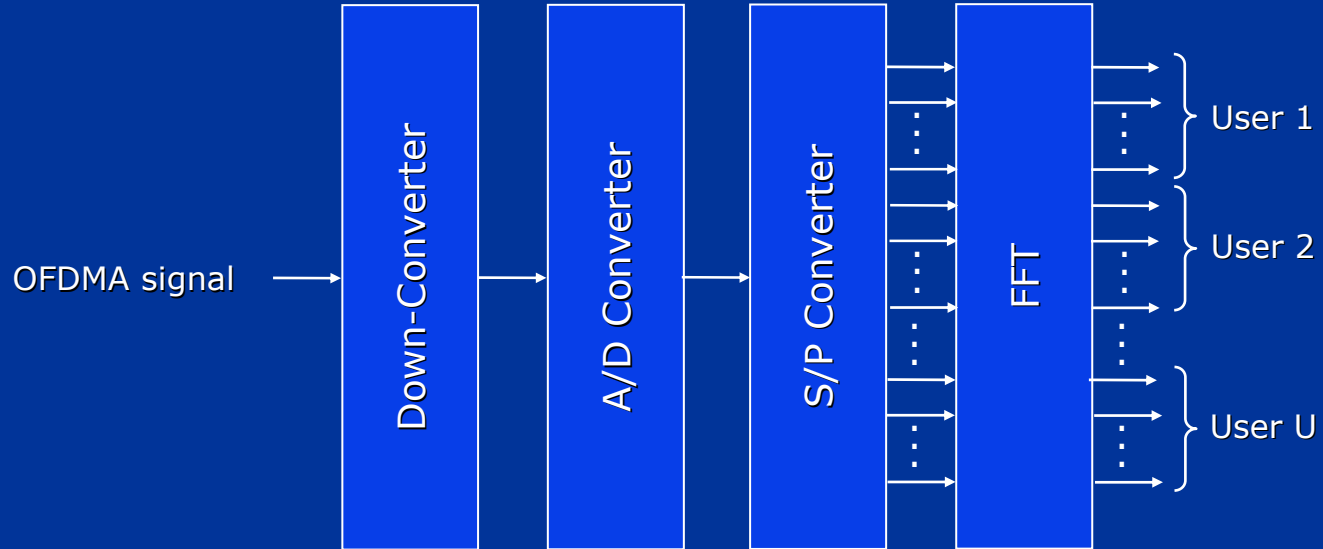 OFDMA signal
Down-Converter
A/D Converter
S/P Converter
FFT
User 1
User 2
User U